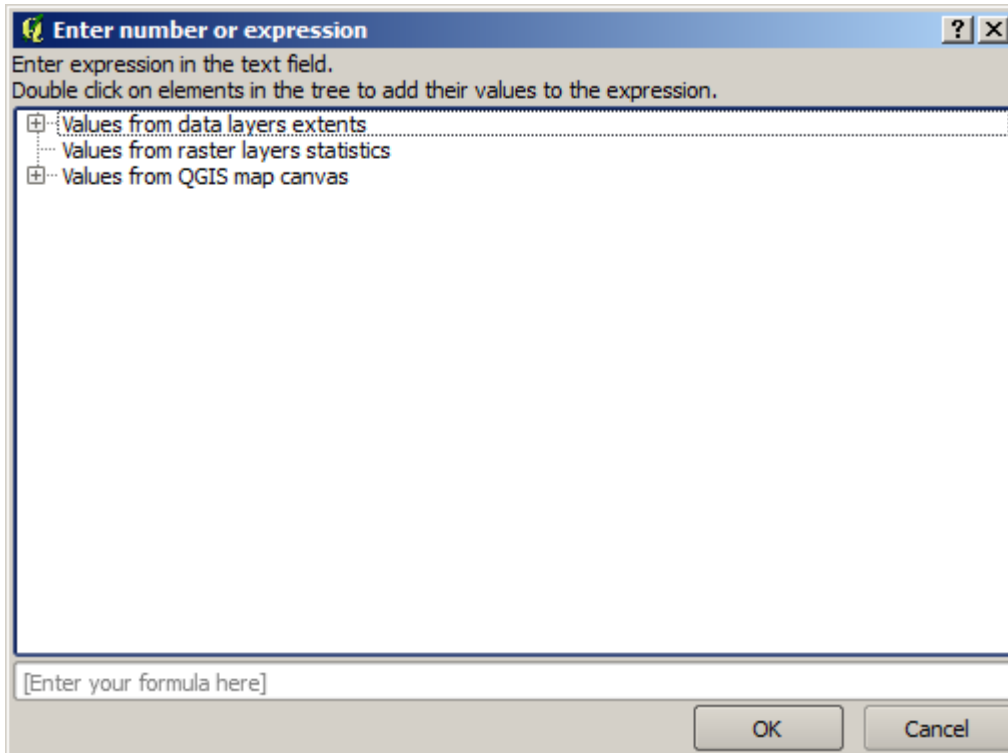 Enter number or expression
Enter expression in the text field.
Double click on elements in the tree to add their values to the expression.
Values from data layers extents
Values from raster layers statistics
Values from QGIS map canvas
[Enter your formula here]
OK Cancel